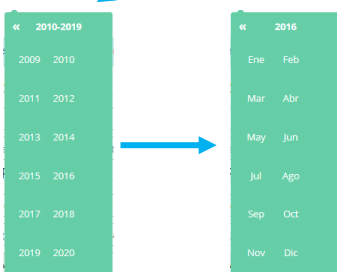 « 2010-2019
2009 2010
2011 2012
2013 2014
2015 2016
2017 2018
2019 2020
« 2016
Ene Feb
Mar Abr
May Jun
Jul Ago
Sep Oct
Nov Dic